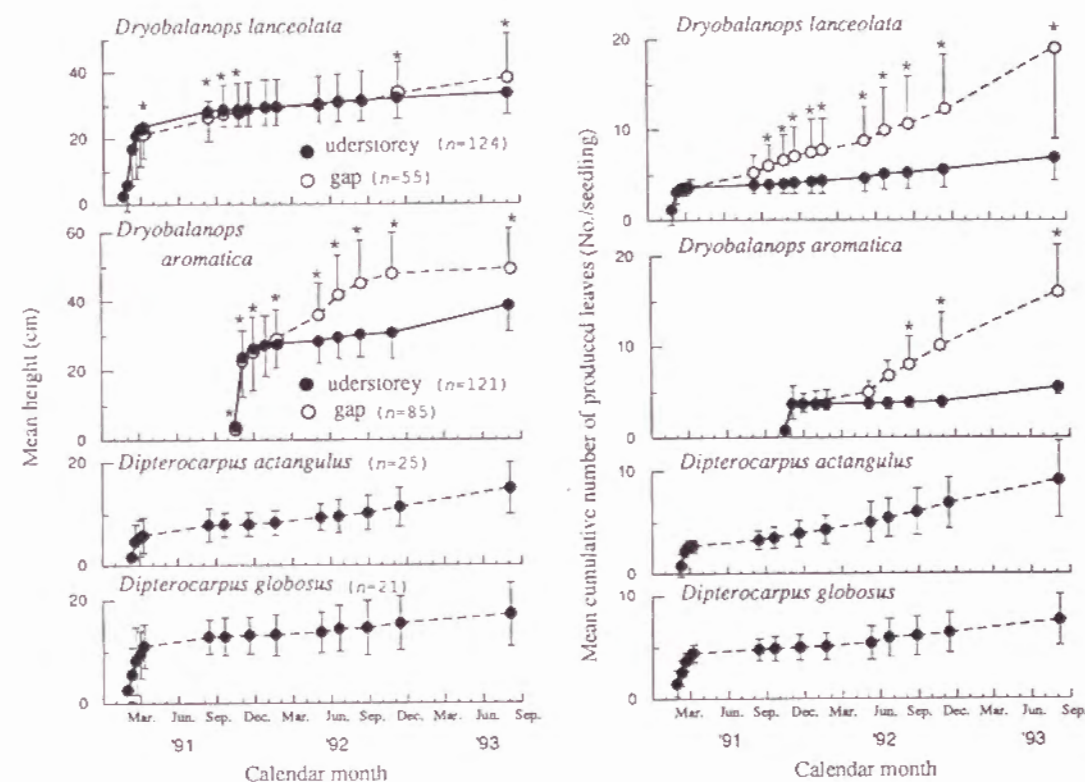 Dryobalanops lanceolata
* * * * * *
40
20
0
● uderstorey (n=124)
○ gap (n=55)
Dryobalanops
aromatica
* * * * * * * * *
60
40
20
0
● uderstorey (n=121)
○ gap (n=85)
Dipterocarpus actangulus (n=25)
20
0
Dipterocarpus globosus (n=21)
20
0
Mean height (cm)
Mar. Jun. Sep. Dec. Mar. Jun. Sep. Dec. Jun. Sep.
'91 '92 '93
Calendar month
Dryobalanops lanceolata
* * * * * * * * * *
20
10
0
Dryobalanops aromatica
* * *
20
10
0
Dipterocarpus actangulus
10
0
Dipterocarpus globosus
10
0
Mean cumulative number of produced leaves (No./seedling)
Mar. Jun. Sep. Dec. Mar. Jun. Sep. Dec. Jun. Sep.
'91 '92 '93
Calendar month